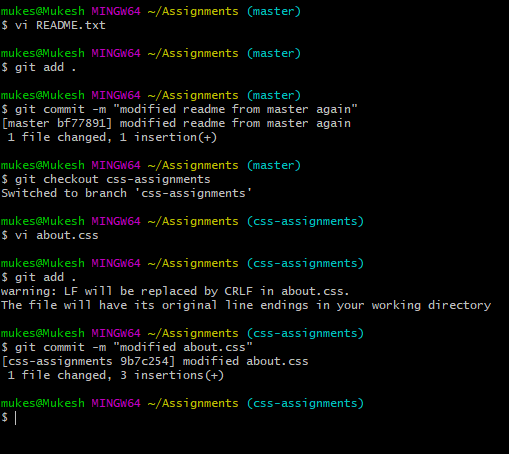 mukes@Mukesh MINGW64 ~/Assignments (master)
$ vi README.txt
mukes@Mukesh MINGW64 ~/Assignments (master)
$ git add .
mukes@Mukesh MINGW64 ~/Assignments (master)
$ git commit -m "modified readme from master again"
[master bf77891] modified readme from master again
 1 file changed, 1 insertion(+)
mukes@Mukesh MINGW64 ~/Assignments (master)
$ git checkout css-assignments
Switched to branch 'css-assignments'
mukes@Mukesh MINGW64 ~/Assignments (css-assignments)
$ vi about.css
mukes@Mukesh MINGW64 ~/Assignments (css-assignments)
$ git add .
warning: LF will be replaced by CRLF in about.css.
The file will have its original line endings in your working directory
mukes@Mukesh MINGW64 ~/Assignments (css-assignments)
$ git commit -m "modified about.css"
[css-assignments 9b7c254] modified about.css
 1 file changed, 3 insertions(+)
mukes@Mukesh MINGW64 ~/Assignments (css-assignments)
$